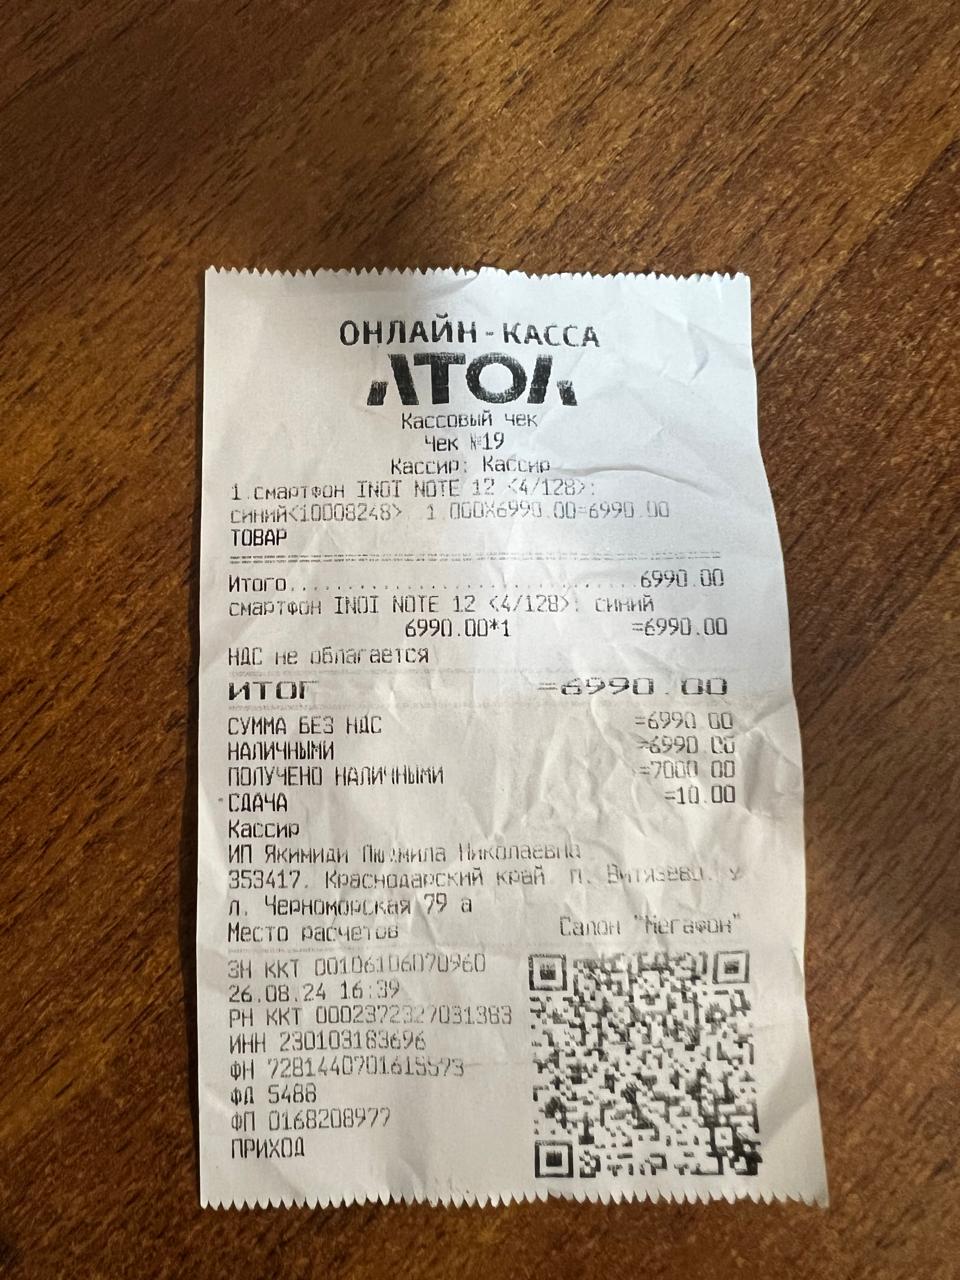 ОНЛАЙН-КАССА
АТОЛ
Кассовый чек
Чек №19
Кассир: Кассир
1.смартфон INOI NOTE 12 <4/128>:
синий<10008248>. 1.000X6990.00=6990.00
ТОВАР
Итого...............................6990.00
смартфон INOI NOTE 12 <4/128>: синий
6990.00*1 =6990.00
НДС не облагается
ИТОГ =6990.00
СУММА БЕЗ НДС =6990.00
НАЛИЧНЫМИ =6990.00
ПОЛУЧЕНО НАЛИЧНЫМИ =7000.00
СДАЧА =10.00
Кассир
ИП Якимиди Людмила Николаевна
353417. Краснодарский край п. Витязево. у
л. Черноморская 79 а
Место расчетов Салон "Мегафон"
ЗН ККТ 00106106070960
26.08.24 16:39
РН ККТ 0002372327031383
ИНН 230103183696
ФН 7281440701615573
ФД 5488
ФП 0168208977
ПРИХОД